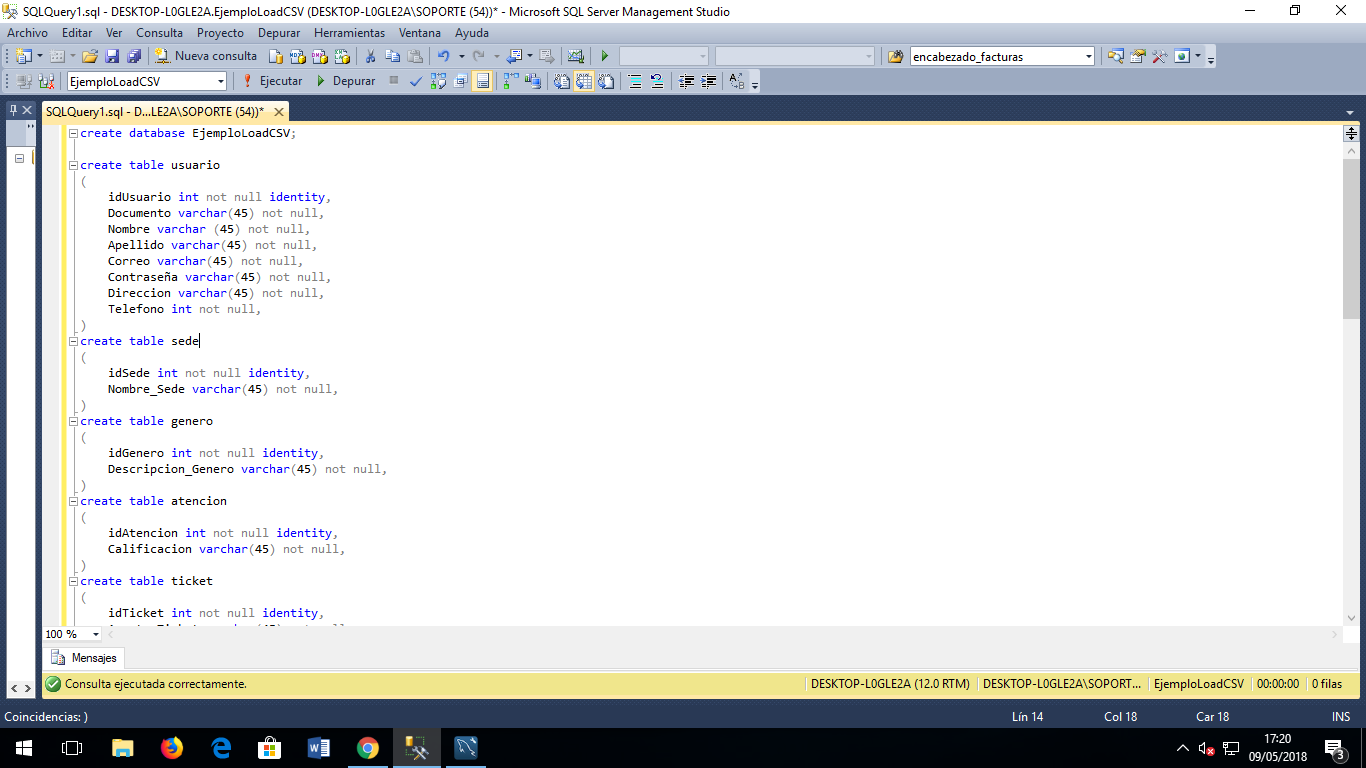 SQLQuery1.sql - DESKTOP-L0GLE2A.EjemploLoadCSV (DESKTOP-L0GLE2A\SOPORTE (54))* - Microsoft SQL Server Management Studio
Archivo Editar Ver Consulta Proyecto Depurar Herramientas Ventana Ayuda
Nueva consulta encabezado_facturas
EjemploLoadCSV Ejecutar Depurar
SQLQuery1.sql - D...LE2A\SOPORTE (54))*
create database EjemploLoadCSV;
create table usuario
(
idUsuario int not null identity,
Documento varchar(45) not null,
Nombre varchar (45) not null,
Apellido varchar(45) not null,
Correo varchar(45) not null,
Contraseña varchar(45) not null,
Direccion varchar(45) not null,
Telefono int not null,
)
create table sede
(
idSede int not null identity,
Nombre_Sede varchar(45) not null,
)
create table genero
(
idGenero int not null identity,
Descripcion_Genero varchar(45) not null,
)
create table atencion
(
idAtencion int not null identity,
Calificacion varchar(45) not null,
)
create table ticket
(
idTicket int not null identity,
100 %
Mensajes
Consulta ejecutada correctamente. DESKTOP-L0GLE2A (12.0 RTM) DESKTOP-L0GLE2A\SOPORT... EjemploLoadCSV 00:00:00 0 filas
Coincidencias: ) Lín 14 Col 18 Car 18 INS
17:20
09/05/2018
3